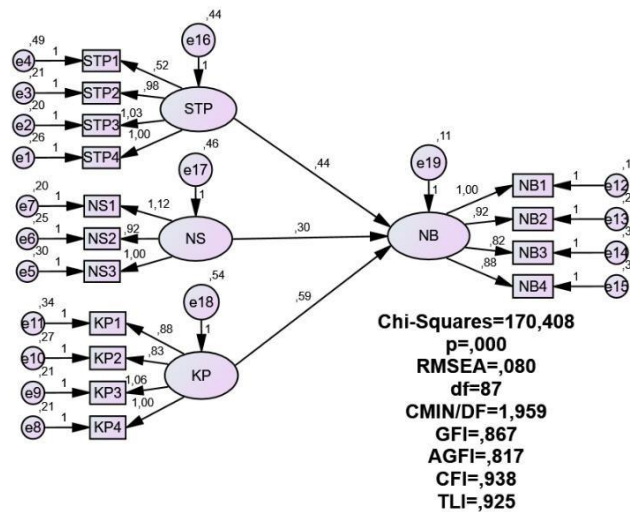 ,44
e16
1
,49
e4 1 STP1
,52
,21
e3 1 STP2
,98
STP
,20
e2 1 STP3
1,03
,26
e1 1 STP4
1,00
,46
e17
1
,20
e7 1 NS1
1,12
,25
e6 1 NS2
,92
NS
,30
e5 1 NS3
1,00
,54
e18
1
,34
e11 1 KP1
,88
,27
e10 1 KP2
,83
KP
,21
e9 1 KP3
1,06
,21
e8 1 KP4
1,00
,44
,30
,59
,11
e19
1
NB
1,00
NB1 1 e12
,92
NB2 1 e13
,82
NB3 1 e14
,88
NB4 1 e15
Chi-Squares=170,408
p=,000
RMSEA=,080
df=87
CMIN/DF=1,959
GFI=,867
AGFI=,817
CFI=,938
TLI=,925